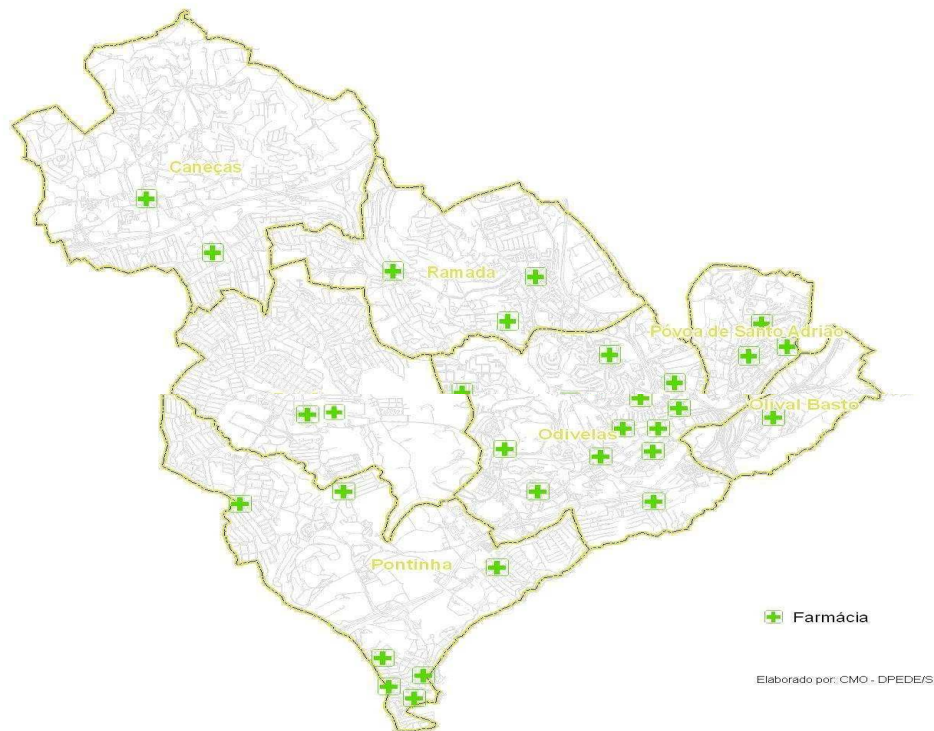 Caneças
Ramada
Póvoa de Santo Adrião
Olival Basto
Odivelas
Pontinha
Farmácia
Elaborado por: CMO - DPEDE/S